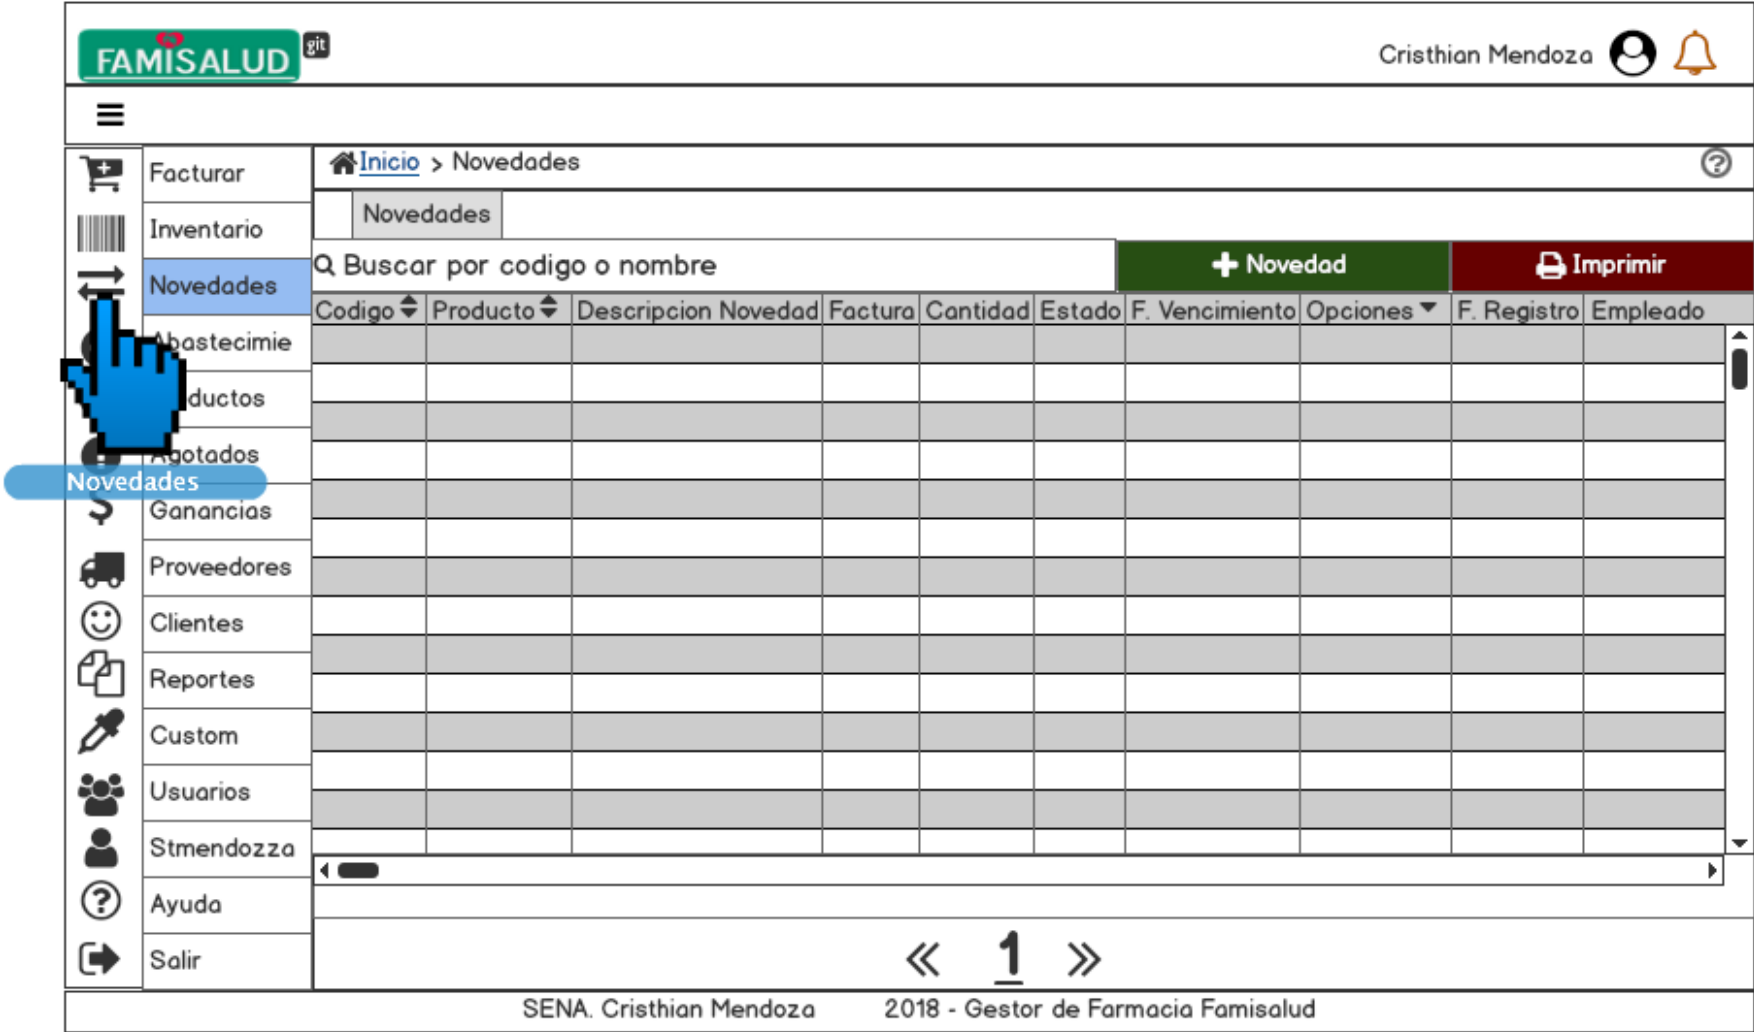 FAMISALUD git
Cristhian Mendoza
Inicio > Novedades
Novedades
Buscar por codigo o nombre
Novedad
Imprimir
Codigo Producto Descripcion Novedad Factura Cantidad Estado F. Vencimiento Opciones F. Registro Empleado
Facturar
Inventario
Novedades
Abastecimie
ductos
Agotados
Novedades
Ganancias
Proveedores
Clientes
Reportes
Custom
Usuarios
Stmendozza
Ayuda
Salir
1
SENA. Cristhian Mendoza 2018 - Gestor de Farmacia Famisalud